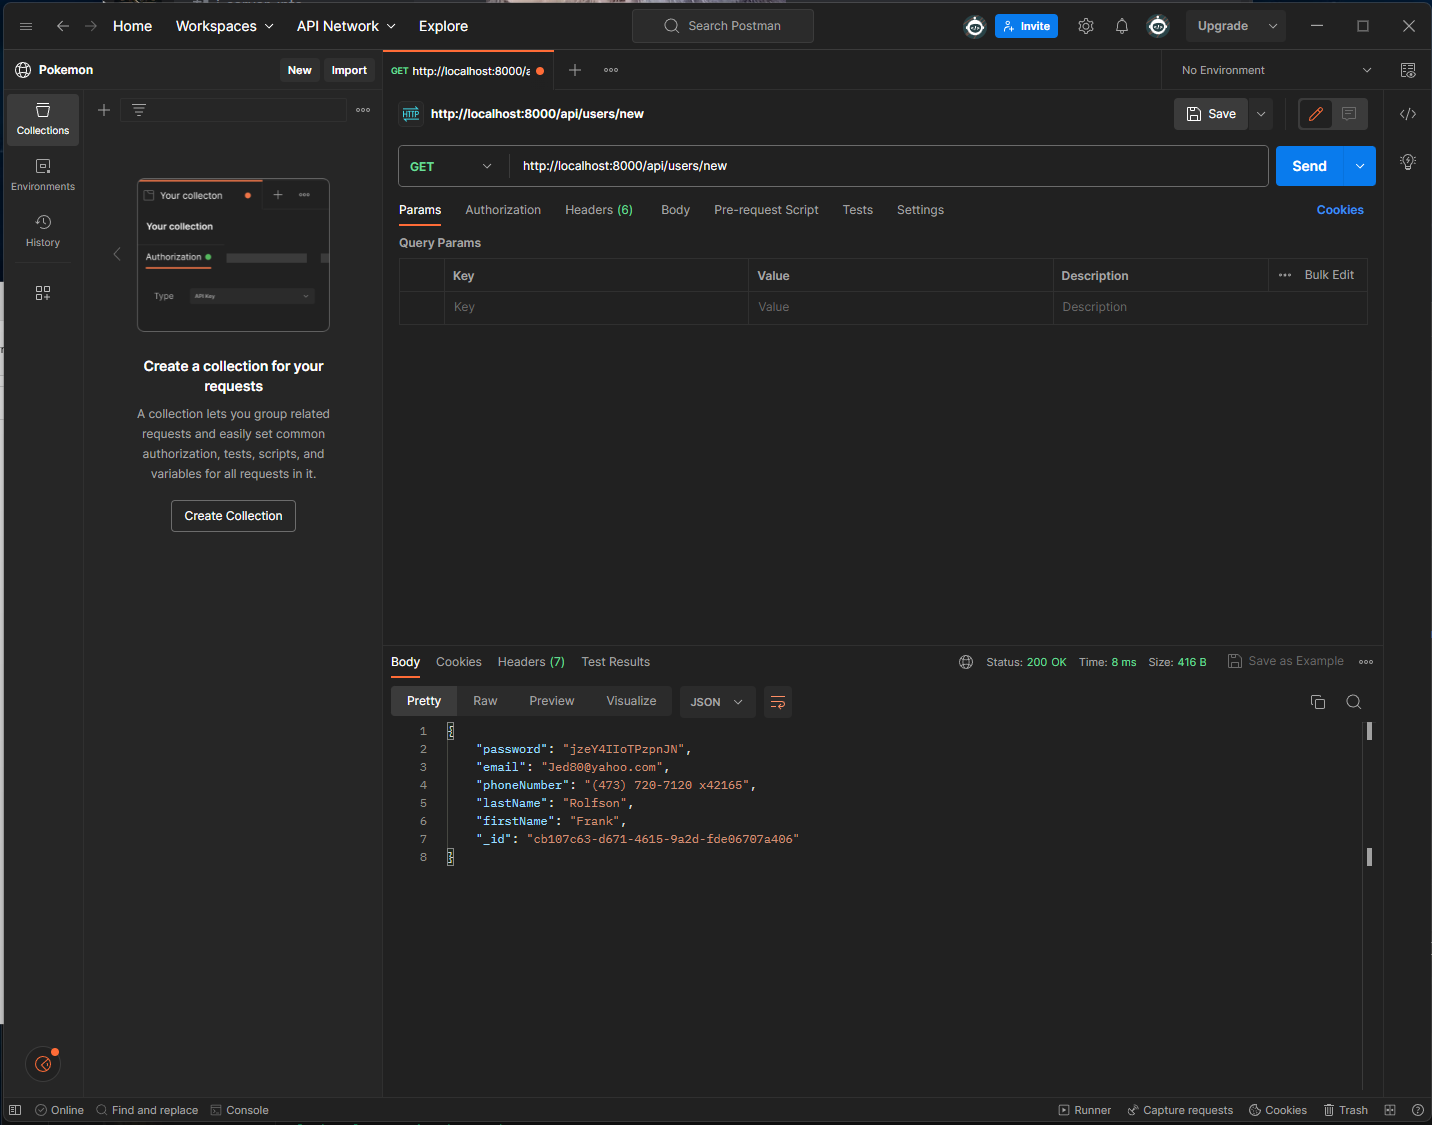 Home Workspaces API Network Explore Search Postman Invite Upgrade
Pokemon New Import GET http://localhost:8000/a No Environment
Collections
Environments
History
Your collecton
Your collection
Authorization
Type API Key
Create a collection for your
requests
A collection lets you group related
requests and easily set common
authorization, tests, scripts, and
variables for all requests in it.
Create Collection
HTTP http://localhost:8000/api/users/new Save
GET http://localhost:8000/api/users/new Send
Params Authorization Headers (6) Body Pre-request Script Tests Settings Cookies
Query Params
Key Value Description Bulk Edit
Key Value Description
Body Cookies Headers (7) Test Results Status: 200 OK Time: 8 ms Size: 416 B Save as Example
Pretty Raw Preview Visualize JSON
1 {
2 "password": "jzeY4IIoTPzpnJN",
3 "email": "Jed80@yahoo.com",
4 "phoneNumber": "(473) 720-7120 x42165",
5 "lastName": "Rolfson",
6 "firstName": "Frank",
7 "_id": "cb107c63-d671-4615-9a2d-fde06707a406"
8 }
Online Find and replace Console Runner Capture requests Cookies Trash